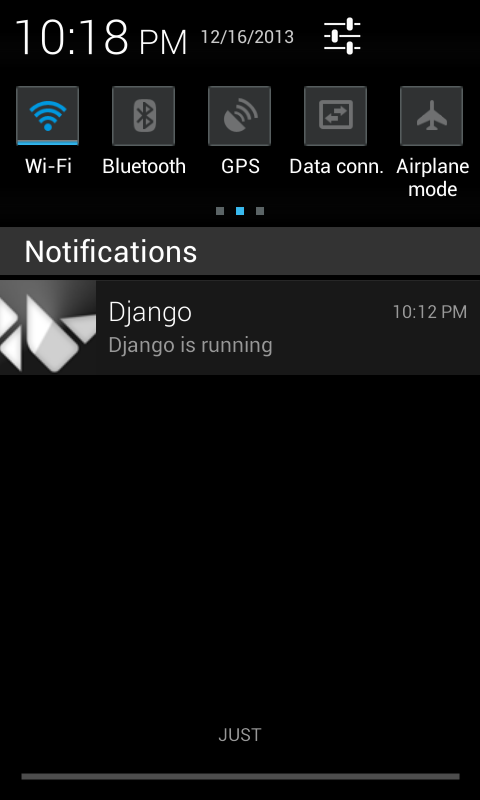 10:18 PM 12/16/2013
Wi-Fi Bluetooth GPS Data conn. Airplane mode
Notifications
Django 10:12 PM
Django is running
JUST